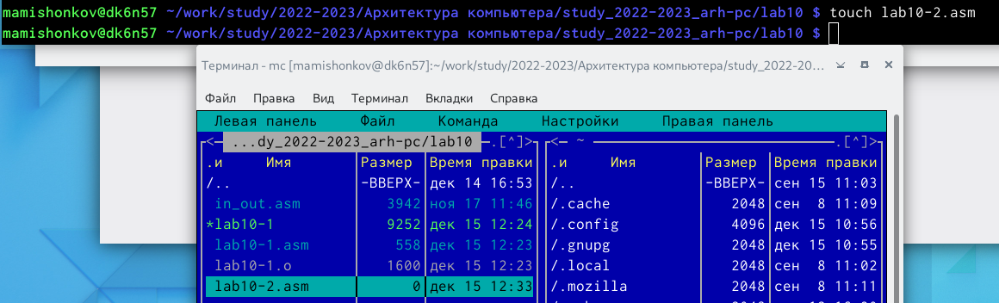 mamishonkov@dk6n57 ~/work/study/2022-2023/Архитектура компьютера/study_2022-2023_arh-pc/lab10 $ touch lab10-2.asm
mamishonkov@dk6n57 ~/work/study/2022-2023/Архитектура компьютера/study_2022-2023_arh-pc/lab10 $
Терминал - mc [mamishonkov@dk6n57]:~/work/study/2022-2023/Архитектура компьютера/study_2022-20...
Файл Правка Вид Терминал Вкладки Справка
Левая панель Файл Команда Настройки Правая панель
<- ...dy_2022-2023_arh-pc/lab10 -.[^]> <- ~ -.[^]>
.и Имя Размер Время правки .и Имя Размер Время правки
/.. -ВВЕРХ- дек 14 16:53 /.. -ВВЕРХ- сен 15 11:03
in_out.asm 3942 ноя 17 11:46 /.cache 2048 сен 8 11:09
*lab10-1 9252 дек 15 12:24 /.config 4096 дек 15 10:56
lab10-1.asm 558 дек 15 12:23 /.gnupg 2048 дек 15 10:55
lab10-1.o 1600 дек 15 12:23 /.local 2048 сен 8 11:02
lab10-2.asm 0 дек 15 12:33 /.mozilla 2048 сен 8 11:11